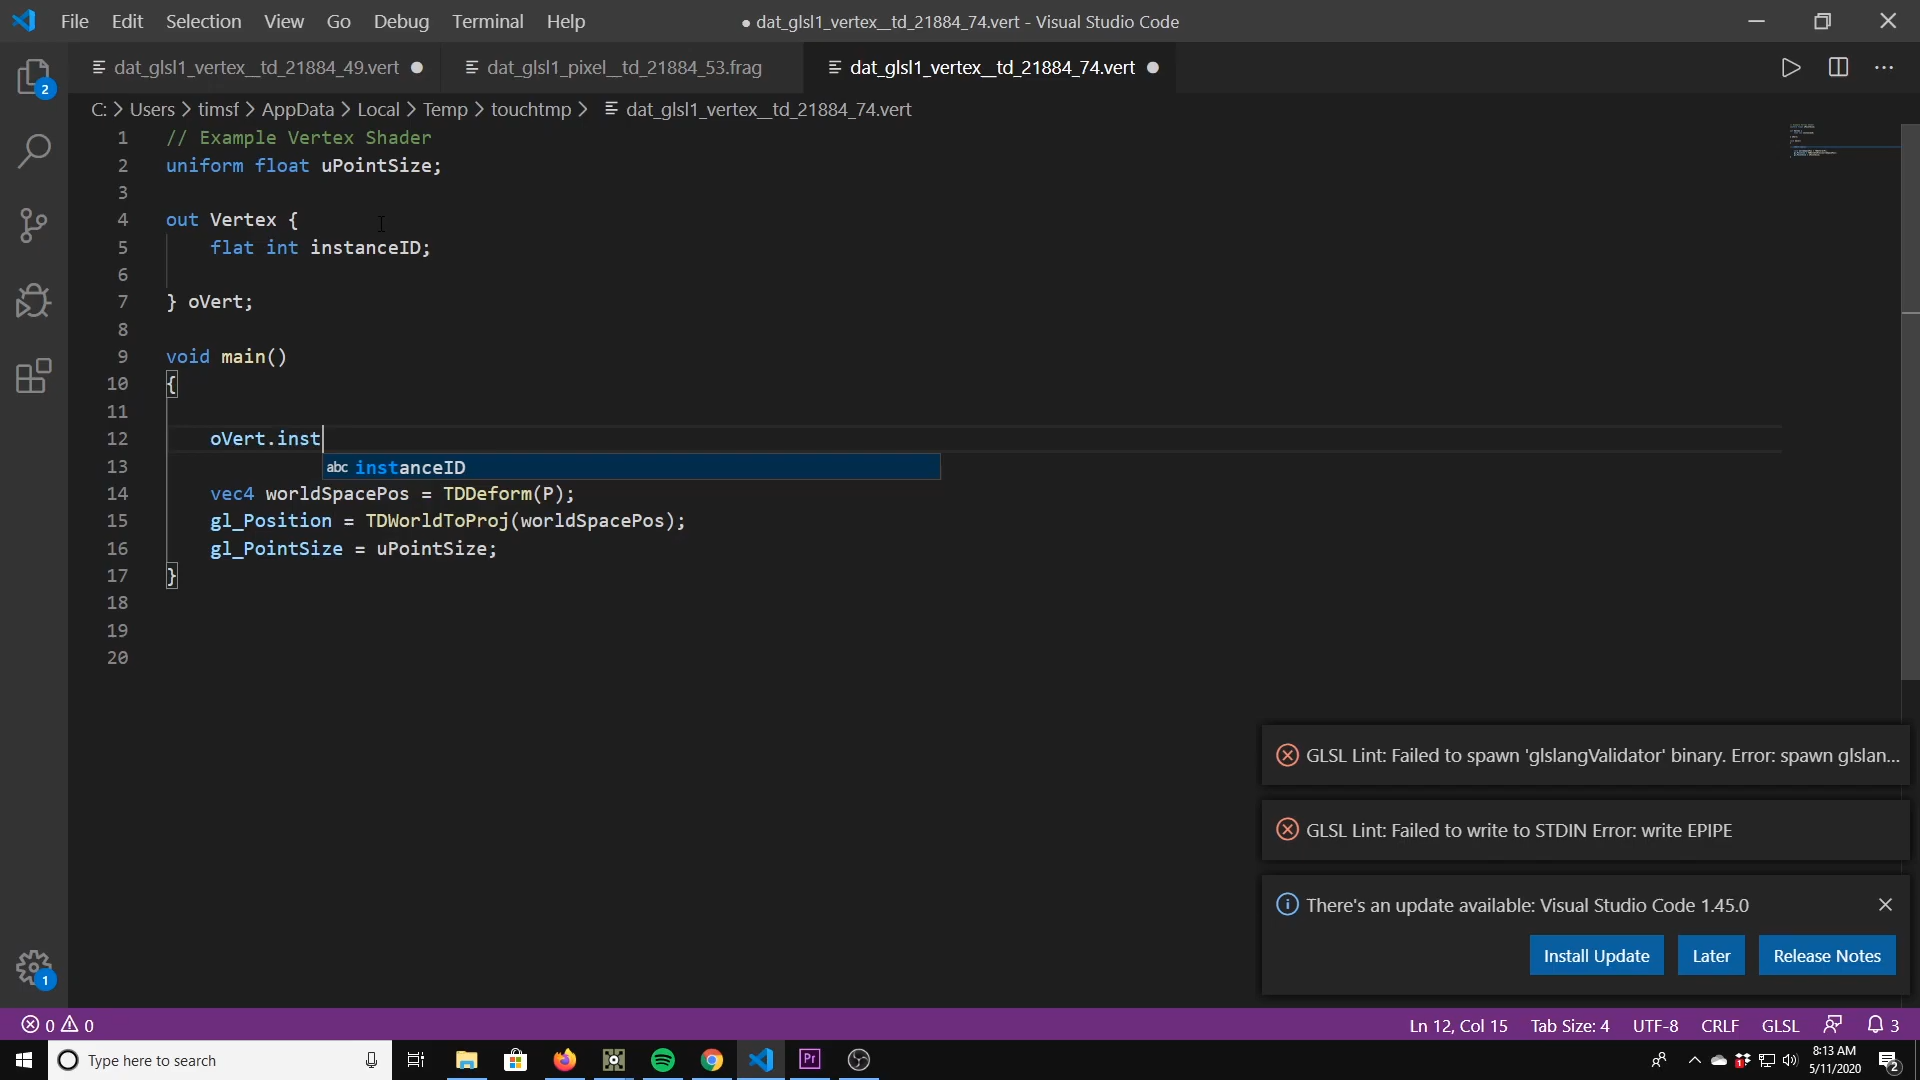 File Edit Selection View Go Debug Terminal Help
● dat_glsl1_vertex__td_21884_74.vert - Visual Studio Code
2
dat_glsl1_vertex__td_21884_49.vert
dat_glsl1_pixel__td_21884_53.frag
dat_glsl1_vertex__td_21884_74.vert
C: > Users > timsf > AppData > Local > Temp > touchtmp > dat_glsl1_vertex__td_21884_74.vert
1 // Example Vertex Shader
2 uniform float uPointSize;
3
4 out Vertex {
5 flat int instanceID;
6
7 } oVert;
8
9 void main()
10 {
11
12 oVert.inst
abc instanceID
13
14 vec4 worldSpacePos = TDDeform(P);
15 gl_Position = TDWorldToProj(worldSpacePos);
16 gl_PointSize = uPointSize;
17 }
18
19
20
GLSL Lint: Failed to spawn 'glslangValidator' binary. Error: spawn glslan...
GLSL Lint: Failed to write to STDIN Error: write EPIPE
There's an update available: Visual Studio Code 1.45.0
Install Update Later Release Notes
1
0 0
Ln 12, Col 15 Tab Size: 4 UTF-8 CRLF GLSL 3
Type here to search
Pr
8:13 AM
5/11/2020
2